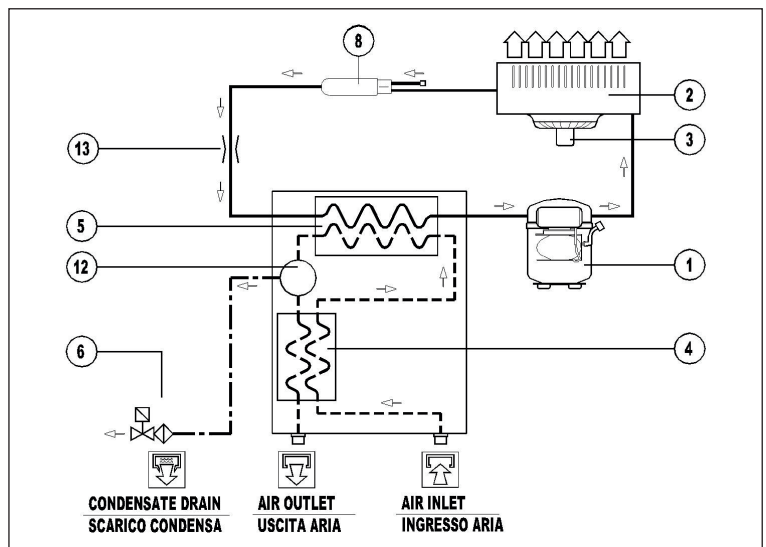 8
2
3
13
5
12
1
4
6
CONDENSATE DRAIN
SCARICO CONDENSA
AIR OUTLET
USCITA ARIA
AIR INLET
INGRESSO ARIA